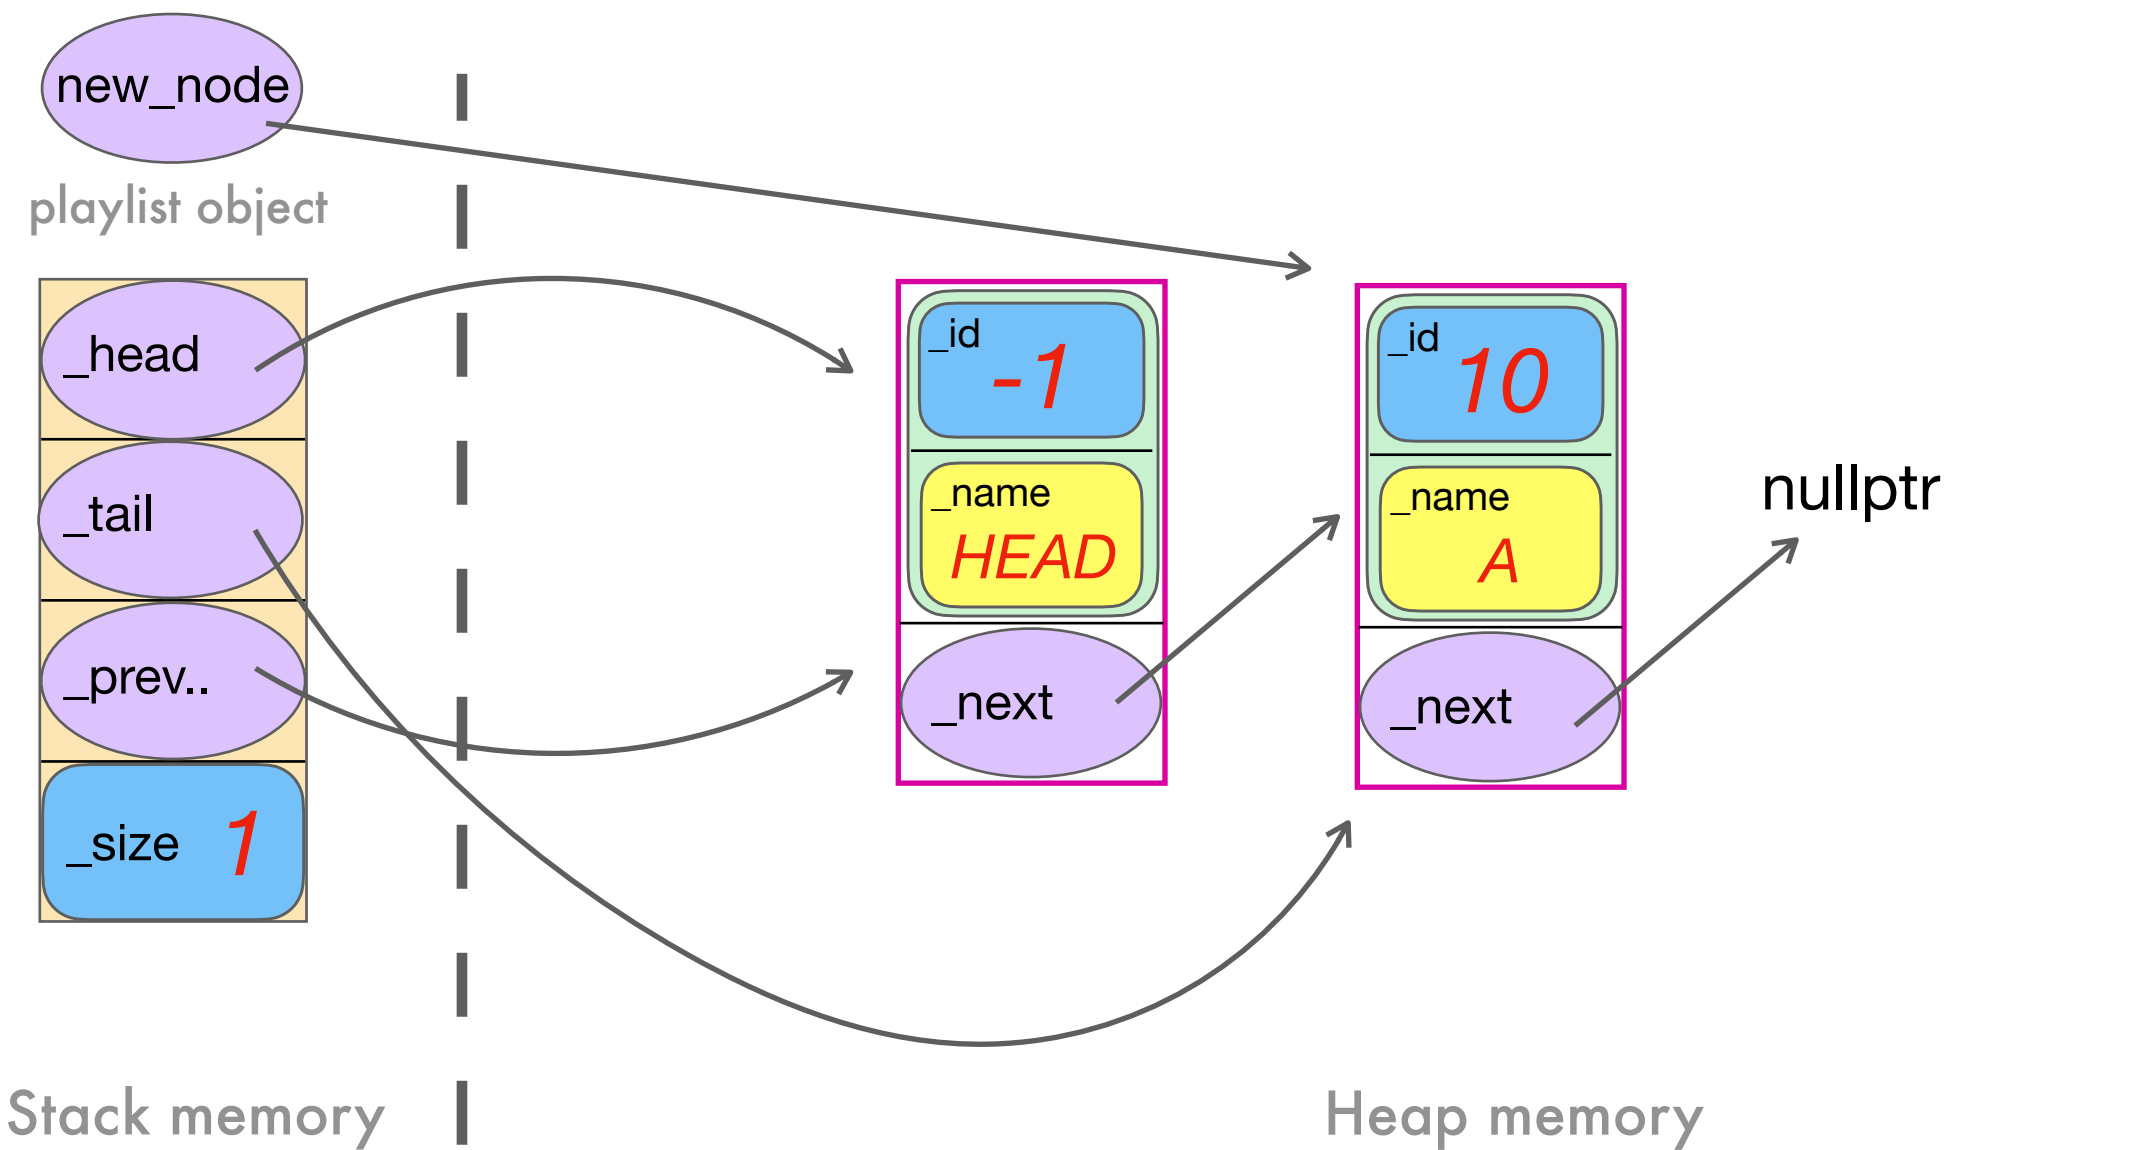 new_node
playlist object
_head
_tail
_prev..
_size 1
_id
-1
_name
HEAD
_next
_id
10
_name
A
_next
nullptr
Stack memory
Heap memory